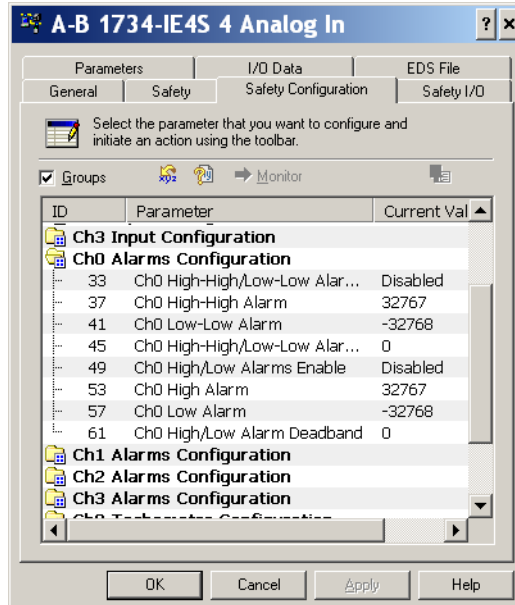 A-B 1734-IE4S 4 Analog In
Parameters I/O Data EDS File
General Safety Safety Configuration Safety I/O
Select the parameter that you want to configure and
initiate an action using the toolbar.
Groups Monitor
ID Parameter Current Val
Ch3 Input Configuration
Ch0 Alarms Configuration
33 Ch0 High-High/Low-Low Alar... Disabled
37 Ch0 High-High Alarm 32767
41 Ch0 Low-Low Alarm -32768
45 Ch0 High-High/Low-Low Alar... 0
49 Ch0 High/Low Alarms Enable Disabled
53 Ch0 High Alarm 32767
57 Ch0 Low Alarm -32768
61 Ch0 High/Low Alarm Deadband 0
Ch1 Alarms Configuration
Ch2 Alarms Configuration
Ch3 Alarms Configuration
Ch0 Tachometer Configuration
OK Cancel Apply Help